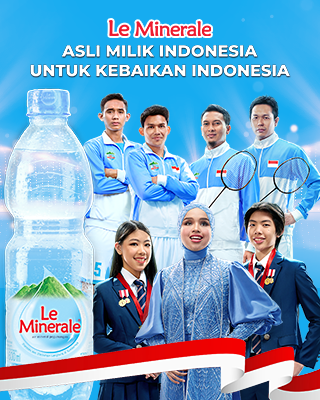 Le Minerale
ASLI MILIK INDONESIA
UNTUK KEBAIKAN INDONESIA
Le
Minerale